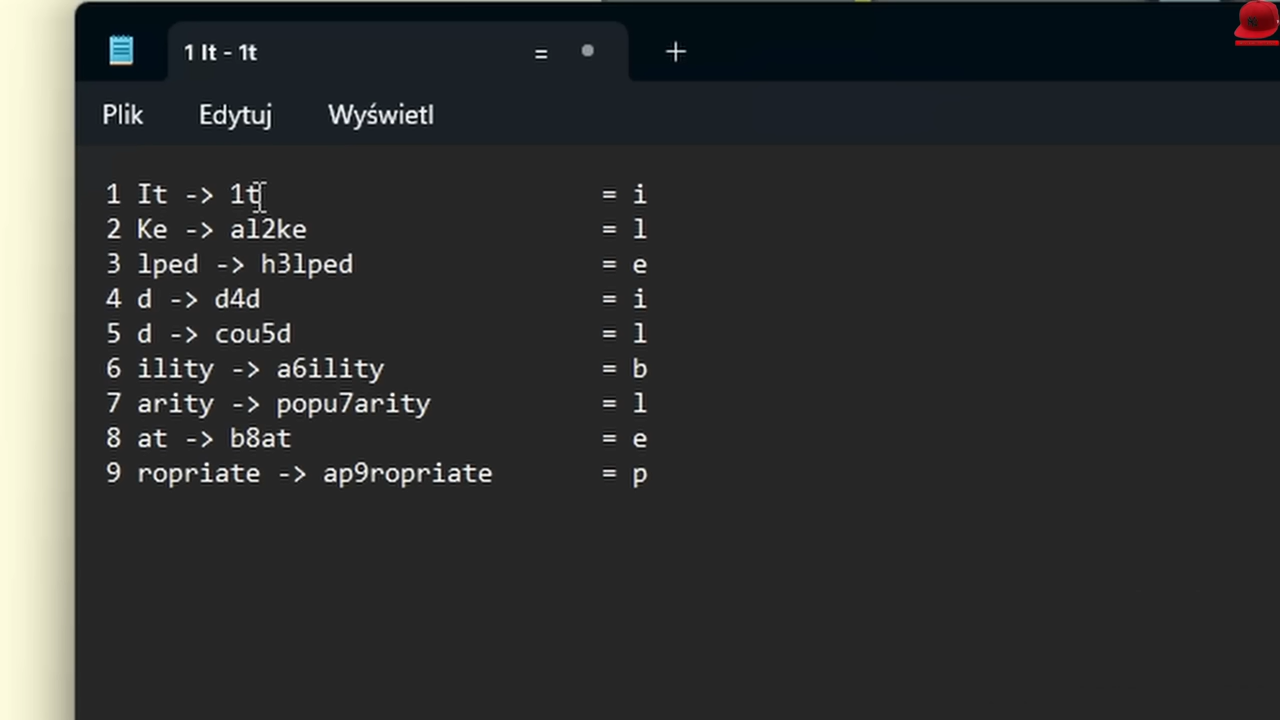 1 It - 1t =
Plik Edytuj Wyświetl
1 It -> 1t = i
2 Ke -> al2ke = l
3 lped -> h3lped = e
4 d -> d4d = i
5 d -> cou5d = l
6 ility -> a6ility = b
7 arity -> popu7arity = l
8 at -> b8at = e
9 ropriate -> ap9ropriate = p